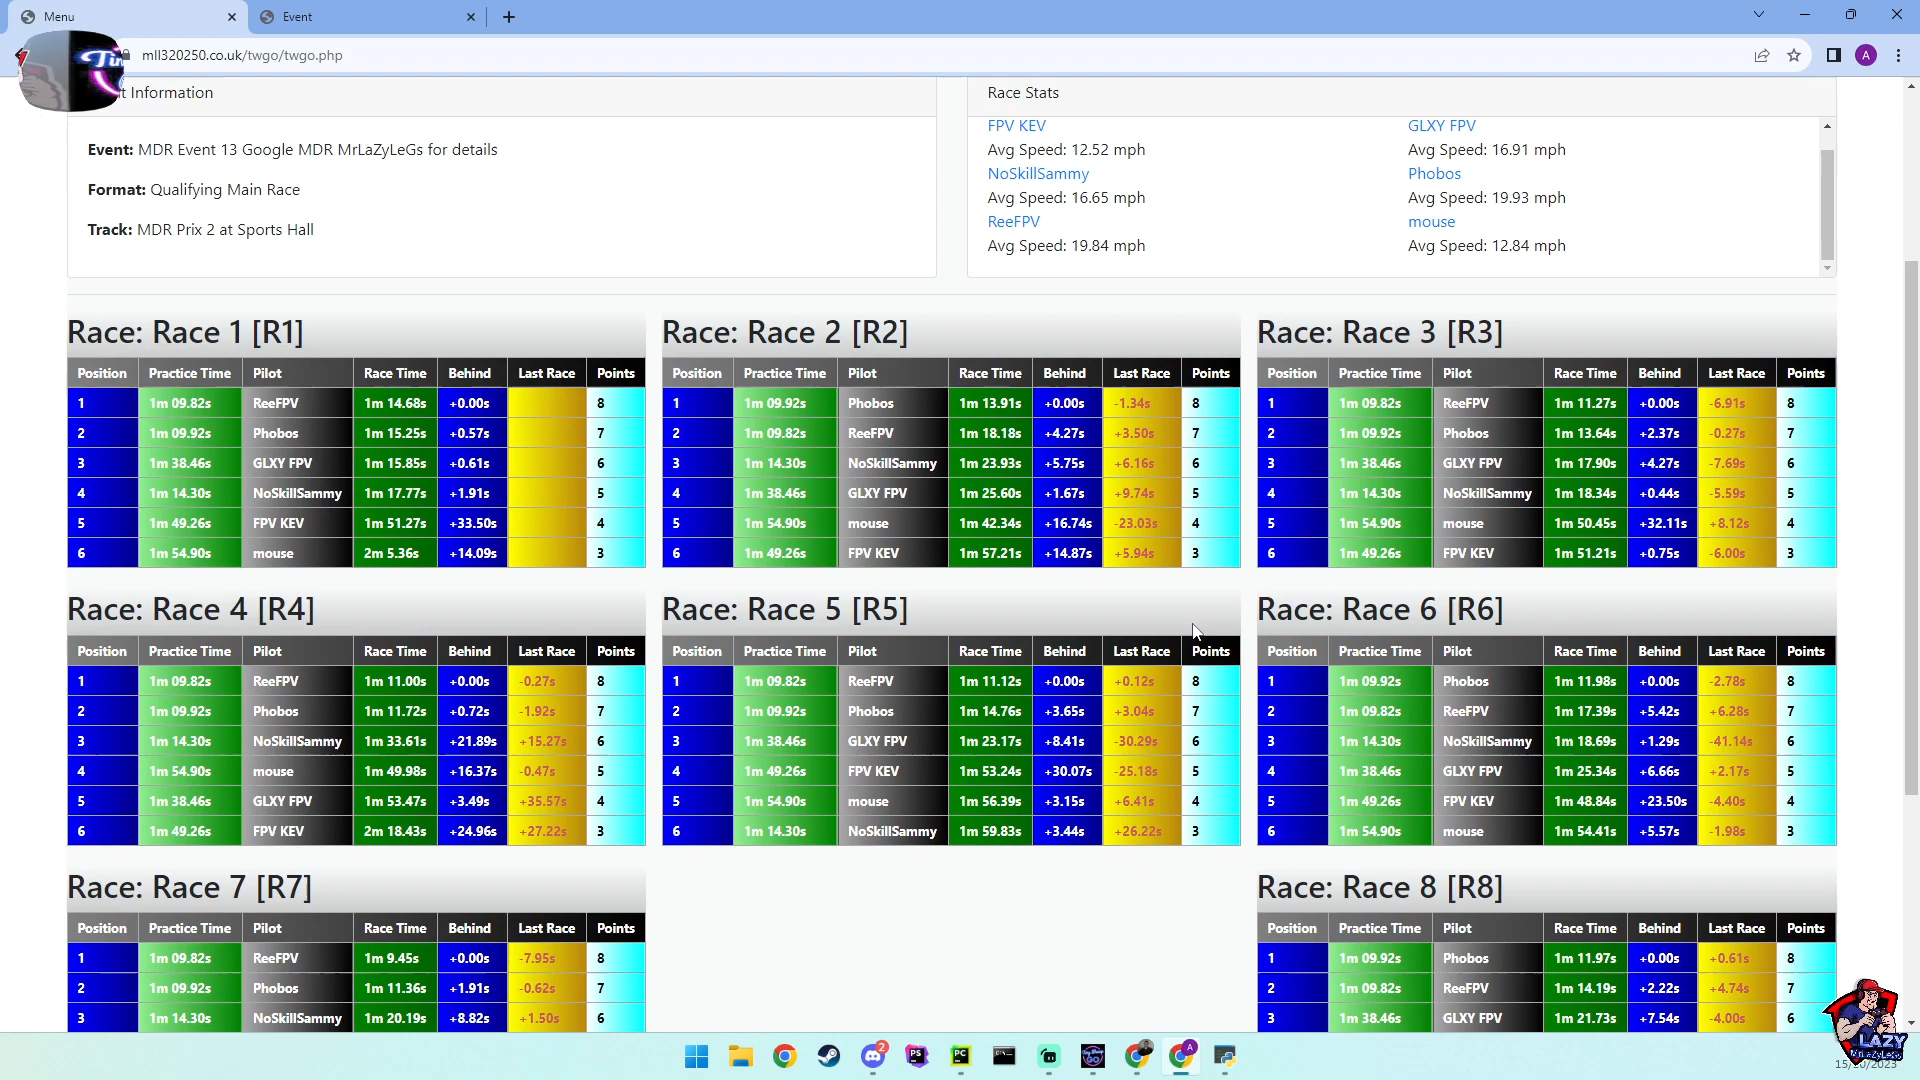 Menu
Event
mll320250.co.uk/twgo/twgo.php
A
Tin
t Information
Event: MDR Event 13 Google MDR MrLaZyLeGs for details
Format: Qualifying Main Race
Track: MDR Prix 2 at Sports Hall
Race Stats
FPV KEV GLXY FPV
Avg Speed: 12.52 mph Avg Speed: 16.91 mph
NoSkillSammy Phobos
Avg Speed: 16.65 mph Avg Speed: 19.93 mph
ReeFPV mouse
Avg Speed: 19.84 mph Avg Speed: 12.84 mph
Race: Race 1 [R1]
Position Practice Time Pilot Race Time Behind Last Race Points
1 1m 09.82s ReeFPV 1m 14.68s +0.00s 8
2 1m 09.92s Phobos 1m 15.25s +0.57s 7
3 1m 38.46s GLXY FPV 1m 15.85s +0.61s 6
4 1m 14.30s NoSkillSammy 1m 17.77s +1.91s 5
5 1m 49.26s FPV KEV 1m 51.27s +33.50s 4
6 1m 54.90s mouse 2m 5.36s +14.09s 3
Race: Race 2 [R2]
Position Practice Time Pilot Race Time Behind Last Race Points
1 1m 09.92s Phobos 1m 13.91s +0.00s -1.34s 8
2 1m 09.82s ReeFPV 1m 18.18s +4.27s +3.50s 7
3 1m 14.30s NoSkillSammy 1m 23.93s +5.75s +6.16s 6
4 1m 38.46s GLXY FPV 1m 25.60s +1.67s +9.74s 5
5 1m 54.90s mouse 1m 42.34s +16.74s -23.03s 4
6 1m 49.26s FPV KEV 1m 57.21s +14.87s +5.94s 3
Race: Race 3 [R3]
Position Practice Time Pilot Race Time Behind Last Race Points
1 1m 09.82s ReeFPV 1m 11.27s +0.00s -6.91s 8
2 1m 09.92s Phobos 1m 13.64s +2.37s -0.27s 7
3 1m 38.46s GLXY FPV 1m 17.90s +4.27s -7.69s 6
4 1m 14.30s NoSkillSammy 1m 18.34s +0.44s -5.59s 5
5 1m 54.90s mouse 1m 50.45s +32.11s +8.12s 4
6 1m 49.26s FPV KEV 1m 51.21s +0.75s -6.00s 3
Race: Race 4 [R4]
Position Practice Time Pilot Race Time Behind Last Race Points
1 1m 09.82s ReeFPV 1m 11.00s +0.00s -0.27s 8
2 1m 09.92s Phobos 1m 11.72s +0.72s -1.92s 7
3 1m 14.30s NoSkillSammy 1m 33.61s +21.89s +15.27s 6
4 1m 54.90s mouse 1m 49.98s +16.37s -0.47s 5
5 1m 38.46s GLXY FPV 1m 53.47s +3.49s +35.57s 4
6 1m 49.26s FPV KEV 2m 18.43s +24.96s +27.22s 3
Race: Race 5 [R5]
Position Practice Time Pilot Race Time Behind Last Race Points
1 1m 09.82s ReeFPV 1m 11.12s +0.00s +0.12s 8
2 1m 09.92s Phobos 1m 14.76s +3.65s +3.04s 7
3 1m 38.46s GLXY FPV 1m 23.17s +8.41s -30.29s 6
4 1m 49.26s FPV KEV 1m 53.24s +30.07s -25.18s 5
5 1m 54.90s mouse 1m 56.39s +3.15s +6.41s 4
6 1m 14.30s NoSkillSammy 1m 59.83s +3.44s +26.22s 3
Race: Race 6 [R6]
Position Practice Time Pilot Race Time Behind Last Race Points
1 1m 09.92s Phobos 1m 11.98s +0.00s -2.78s 8
2 1m 09.82s ReeFPV 1m 17.39s +5.42s +6.28s 7
3 1m 14.30s NoSkillSammy 1m 18.69s +1.29s -41.14s 6
4 1m 38.46s GLXY FPV 1m 25.34s +6.66s +2.17s 5
5 1m 49.26s FPV KEV 1m 48.84s +23.50s -4.40s 4
6 1m 54.90s mouse 1m 54.41s +5.57s -1.98s 3
Race: Race 7 [R7]
Position Practice Time Pilot Race Time Behind Last Race Points
1 1m 09.82s ReeFPV 1m 9.45s +0.00s -7.95s 8
2 1m 09.92s Phobos 1m 11.36s +1.91s -0.62s 7
3 1m 14.30s NoSkillSammy 1m 20.19s +8.82s +1.50s 6
Race: Race 8 [R8]
Position Practice Time Pilot Race Time Behind Last Race Points
1 1m 09.92s Phobos 1m 11.97s +0.00s +0.61s 8
2 1m 09.82s ReeFPV 1m 14.19s +2.22s +4.74s 7
3 1m 38.46s GLXY FPV 1m 21.73s +7.54s -4.00s 6
2
PS
PC
A
LAZY
MrLaZyLeGs